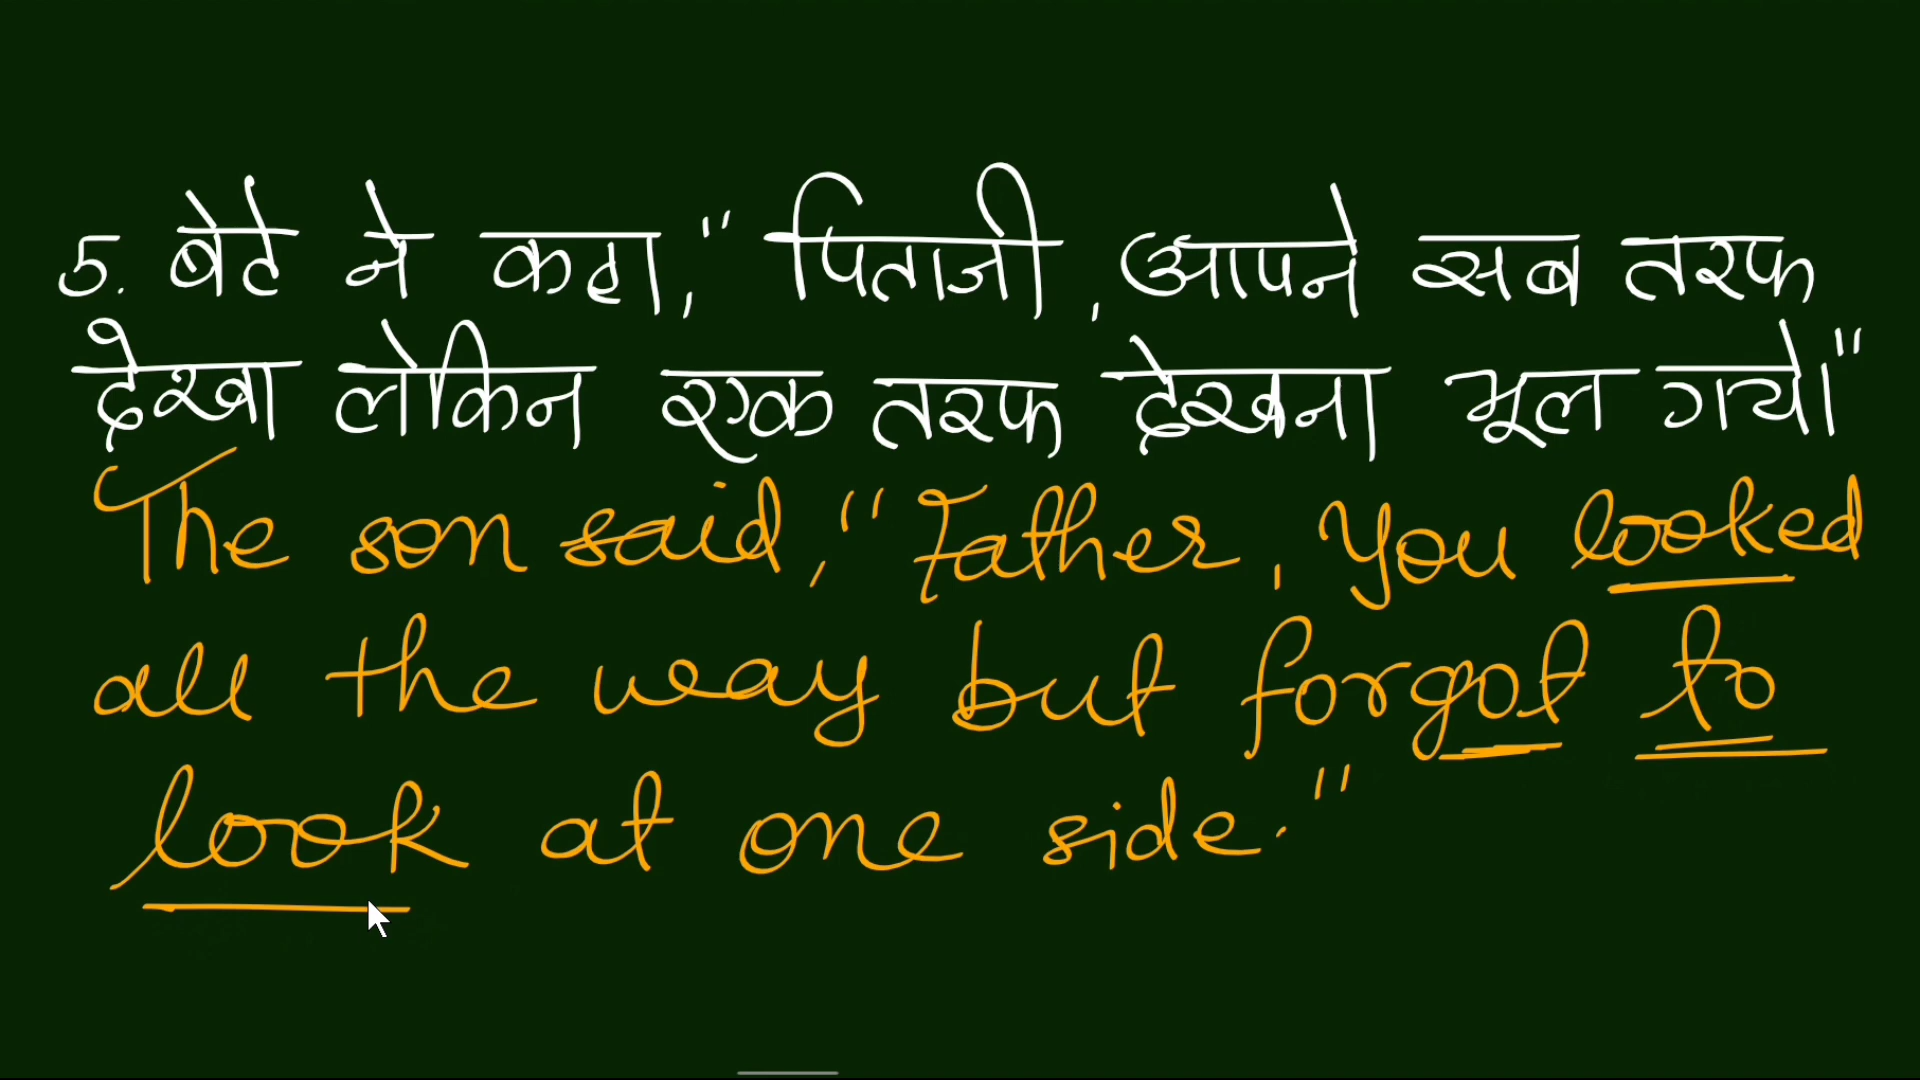 5. बेटे ने कहा, "पिताजी, आपने सब तरफ
देखा लेकिन एक तरफ देखना भूल गये।"
The son said, "Father, You looked
all the way but forgot to
look at one side."